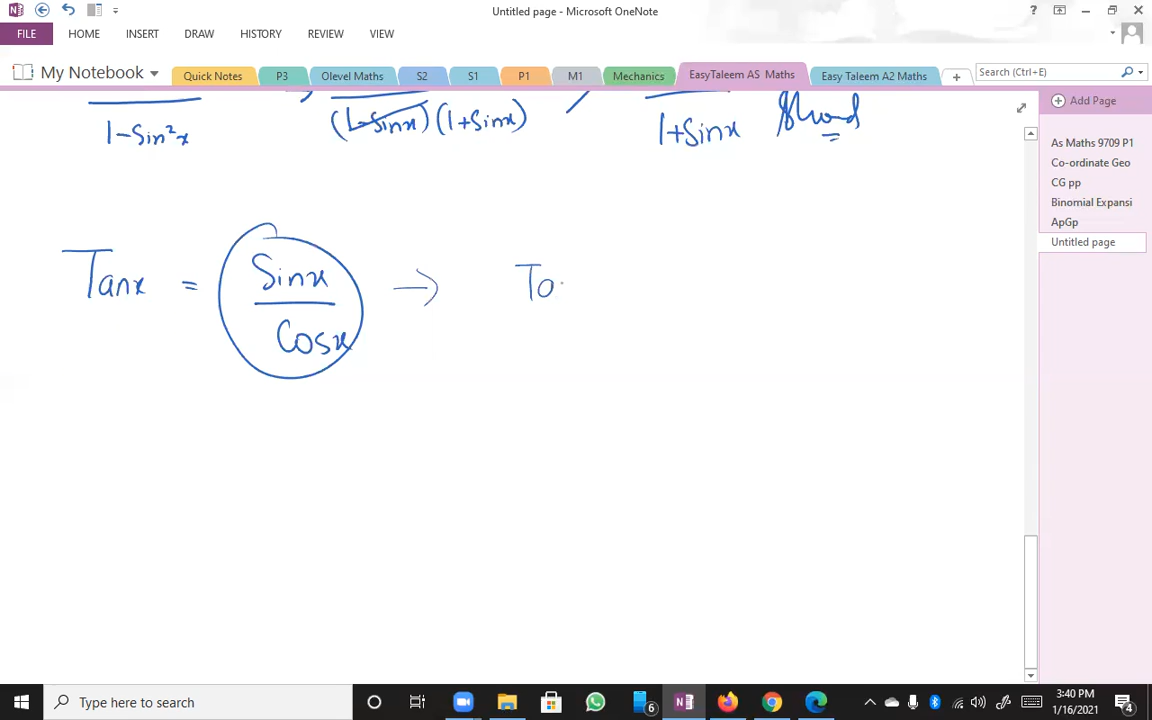 Untitled page - Microsoft OneNote
FILE HOME INSERT DRAW HISTORY REVIEW VIEW
My Notebook Quick Notes P3 Olevel Maths S2 S1 P1 M1 Mechanics EasyTaleem AS Maths Easy Taleem A2 Maths Search (Ctrl+E)
Add Page
As Maths 9709 P1
Co-ordinate Geo
CG pp
Binomial Expansi
ApGp
Untitled page
1-Sin²x (1-Sinx)(1+Sinx) 1+Sinx
Tanx = Sinx → To
Cosx
Type here to search
6
3:40 PM
1/16/2021
4